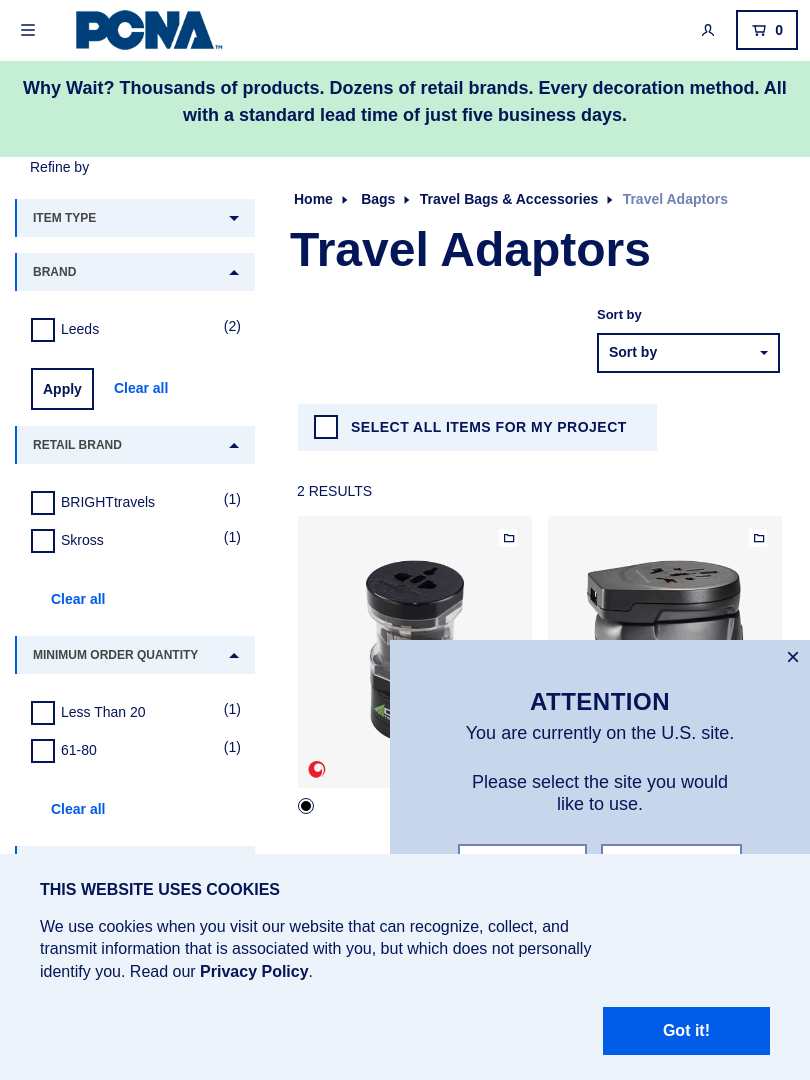 PCNA™
0
Why Wait? Thousands of products. Dozens of retail brands. Every decoration method. All
with a standard lead time of just five business days.
Refine by
Home
Bags
Travel Bags & Accessories
Travel Adaptors
ITEM TYPE
Travel Adaptors
BRAND
Leeds
(2)
Sort by
Sort by
Apply
Clear all
SELECT ALL ITEMS FOR MY PROJECT
RETAIL BRAND
2 RESULTS
BRIGHTtravels
(1)
Skross
(1)
Clear all
MINIMUM ORDER QUANTITY
Less Than 20
(1)
61-80
(1)
Clear all
ATTENTION
You are currently on the U.S. site.
Please select the site you would
like to use.
THIS WEBSITE USES COOKIES
We use cookies when you visit our website that can recognize, collect, and
transmit information that is associated with you, but which does not personally
identify you. Read our Privacy Policy.
Got it!